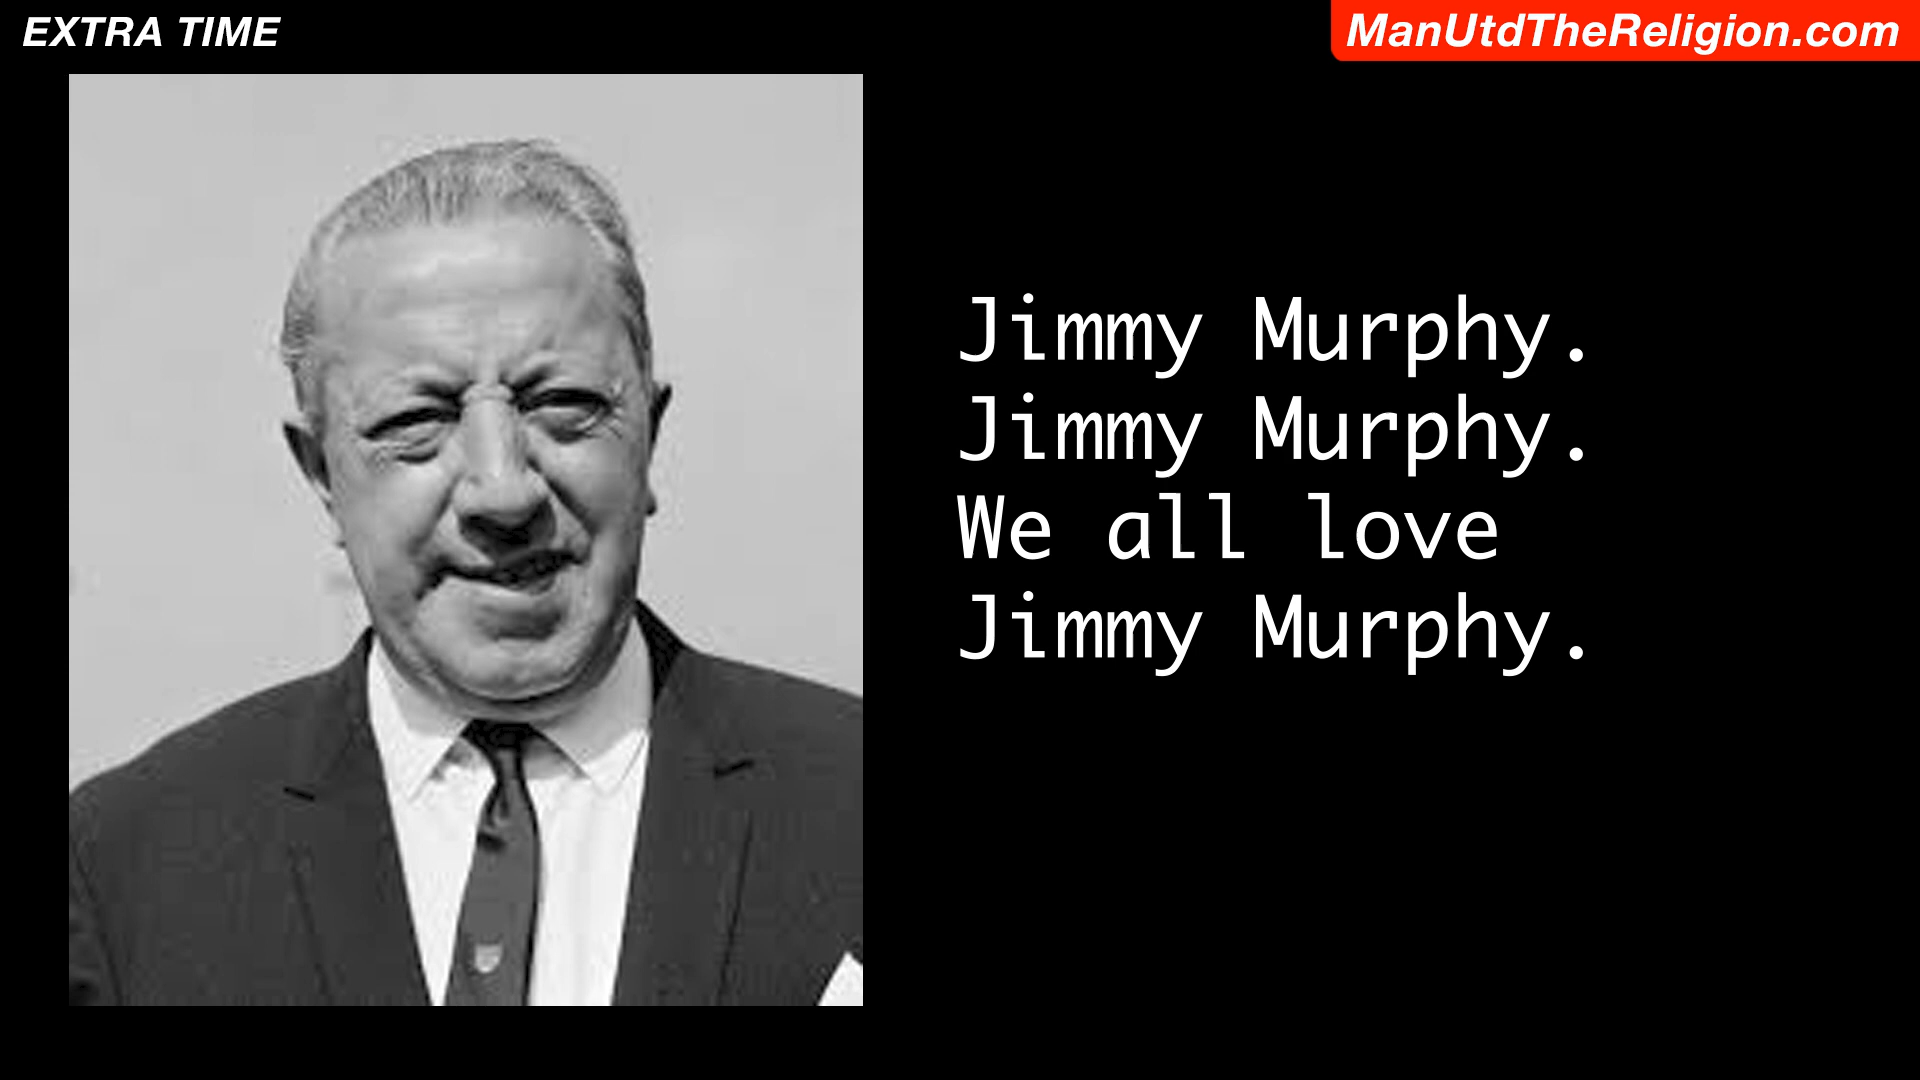 EXTRA TIME
ManUtdTheReligion.com
Jimmy Murphy.
Jimmy Murphy.
We all love
Jimmy Murphy.